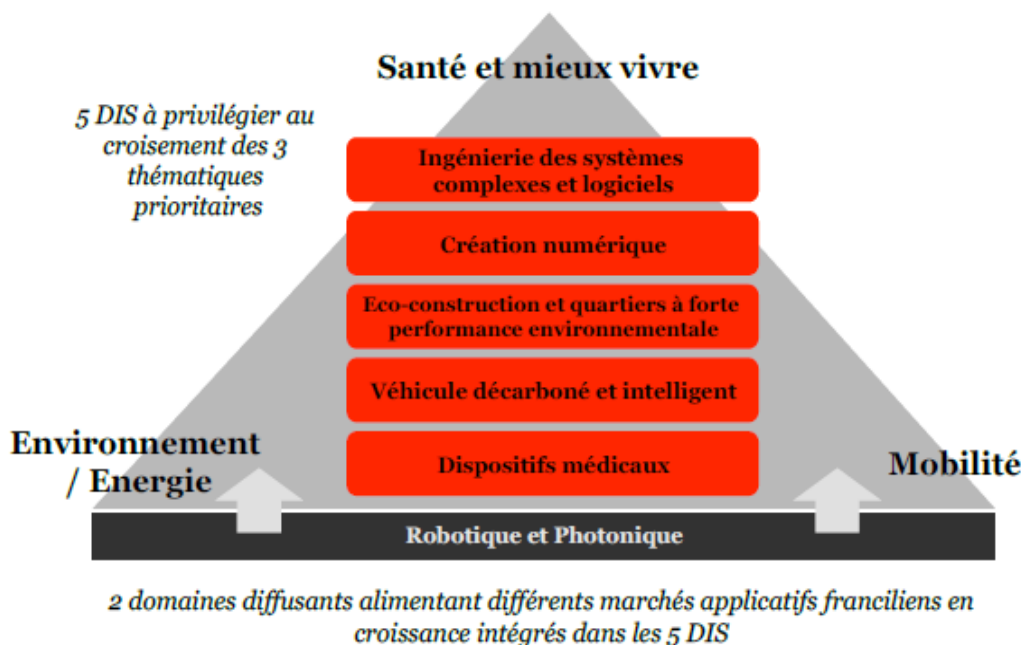 Santé et mieux vivre
5 DIS à privilégier au
croisement des 3
thématiques
prioritaires
Ingénierie des systèmes
complexes et logiciels
Création numérique
Eco-construction et quartiers à forte
performance environnementale
Véhicule décarboné et intelligent
Dispositifs médicaux
Environnement
/ Energie
Mobilité
Robotique et Photonique
2 domaines diffusants alimentant différents marchés applicatifs franciliens en
croissance intégrés dans les 5 DIS